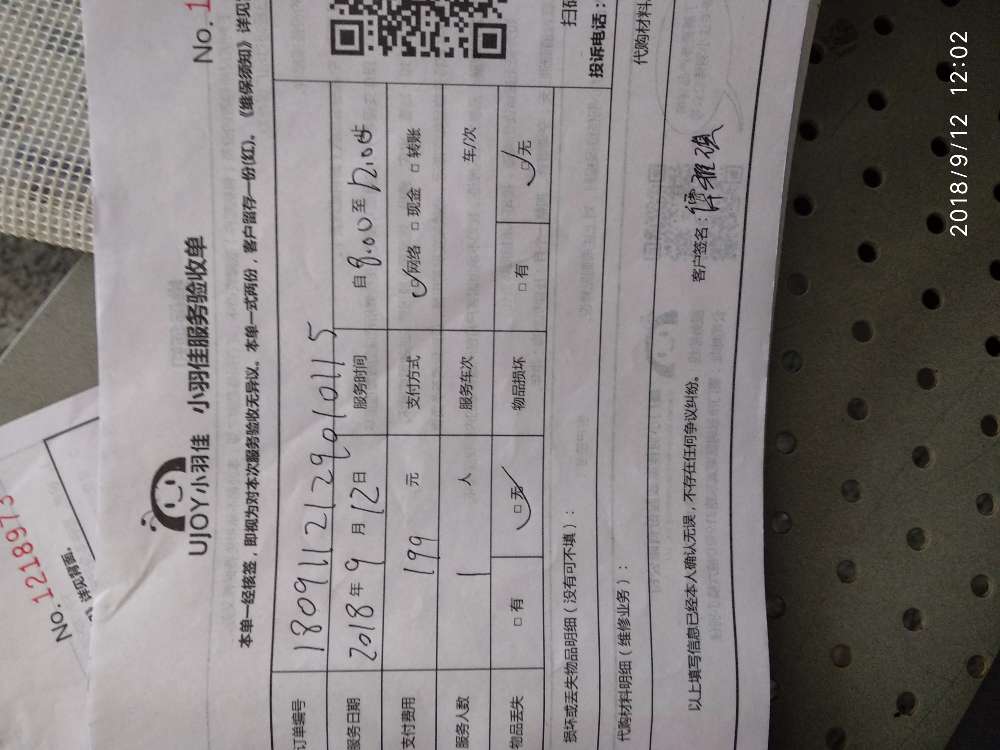 No.1218973
详见背面。
UJOY小羽佳 小羽佳服务验收单
No.1
本单一经核签，即视为对本次服务验收无异议。本单一式两份，客户留存一份(红)。《维保须知》详见
订单编号 180911212901011 5
服务日期 2018年9月12日 服务时间 自8.00至12.04
支付费用 199 元 支付方式 网络 □现金 □转账
服务人数 1 人 服务车次 车/次
物品丢失 □有 □无 物品损坏 □有 无
损坏或丢失物品明细（没有可不填）：
投诉电话：
代购材料明细（维修业务）：
代购材料
以上填写信息已经本人确认无误，不存在任何争议纠纷。 客户签名：
2018/9/12 12:02